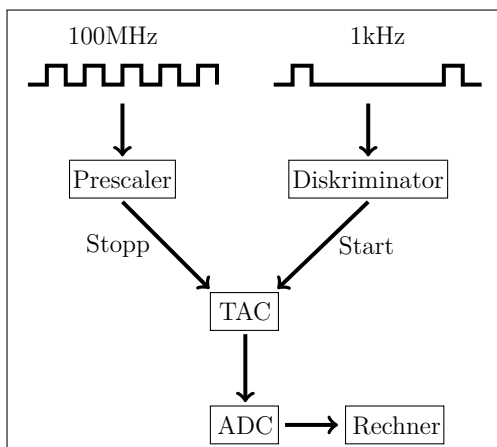 100MHz 1kHz
Prescaler Diskriminator
Stopp Start
TAC
ADC Rechner